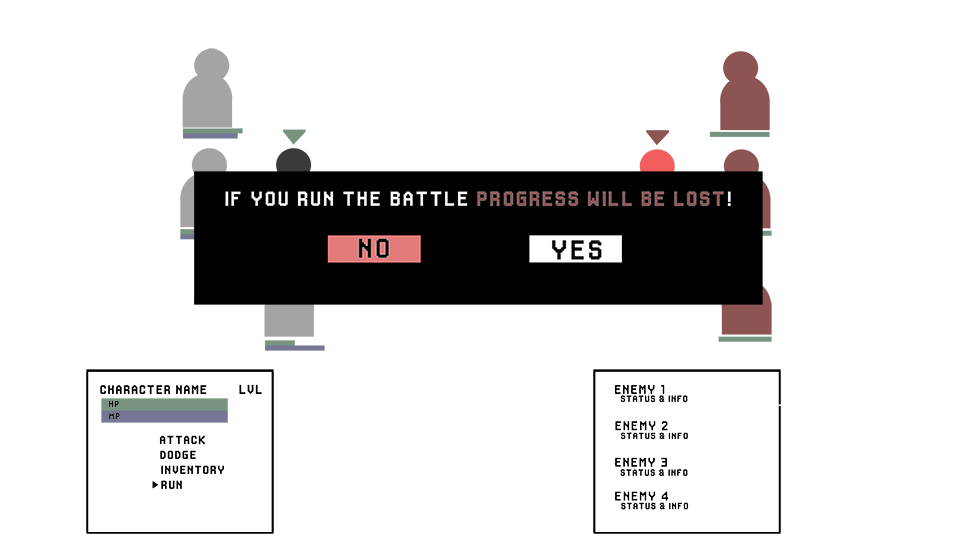 IF YOU RUN THE BATTLE PROGRESS WILL BE LOST!
NO
YES
CHARACTER NAME LVL
HP
MP
ATTACK
DODGE
INVENTORY
RUN
ENEMY 1
STATUS & INFO
ENEMY 2
STATUS & INFO
ENEMY 3
STATUS & INFO
ENEMY 4
STATUS & INFO